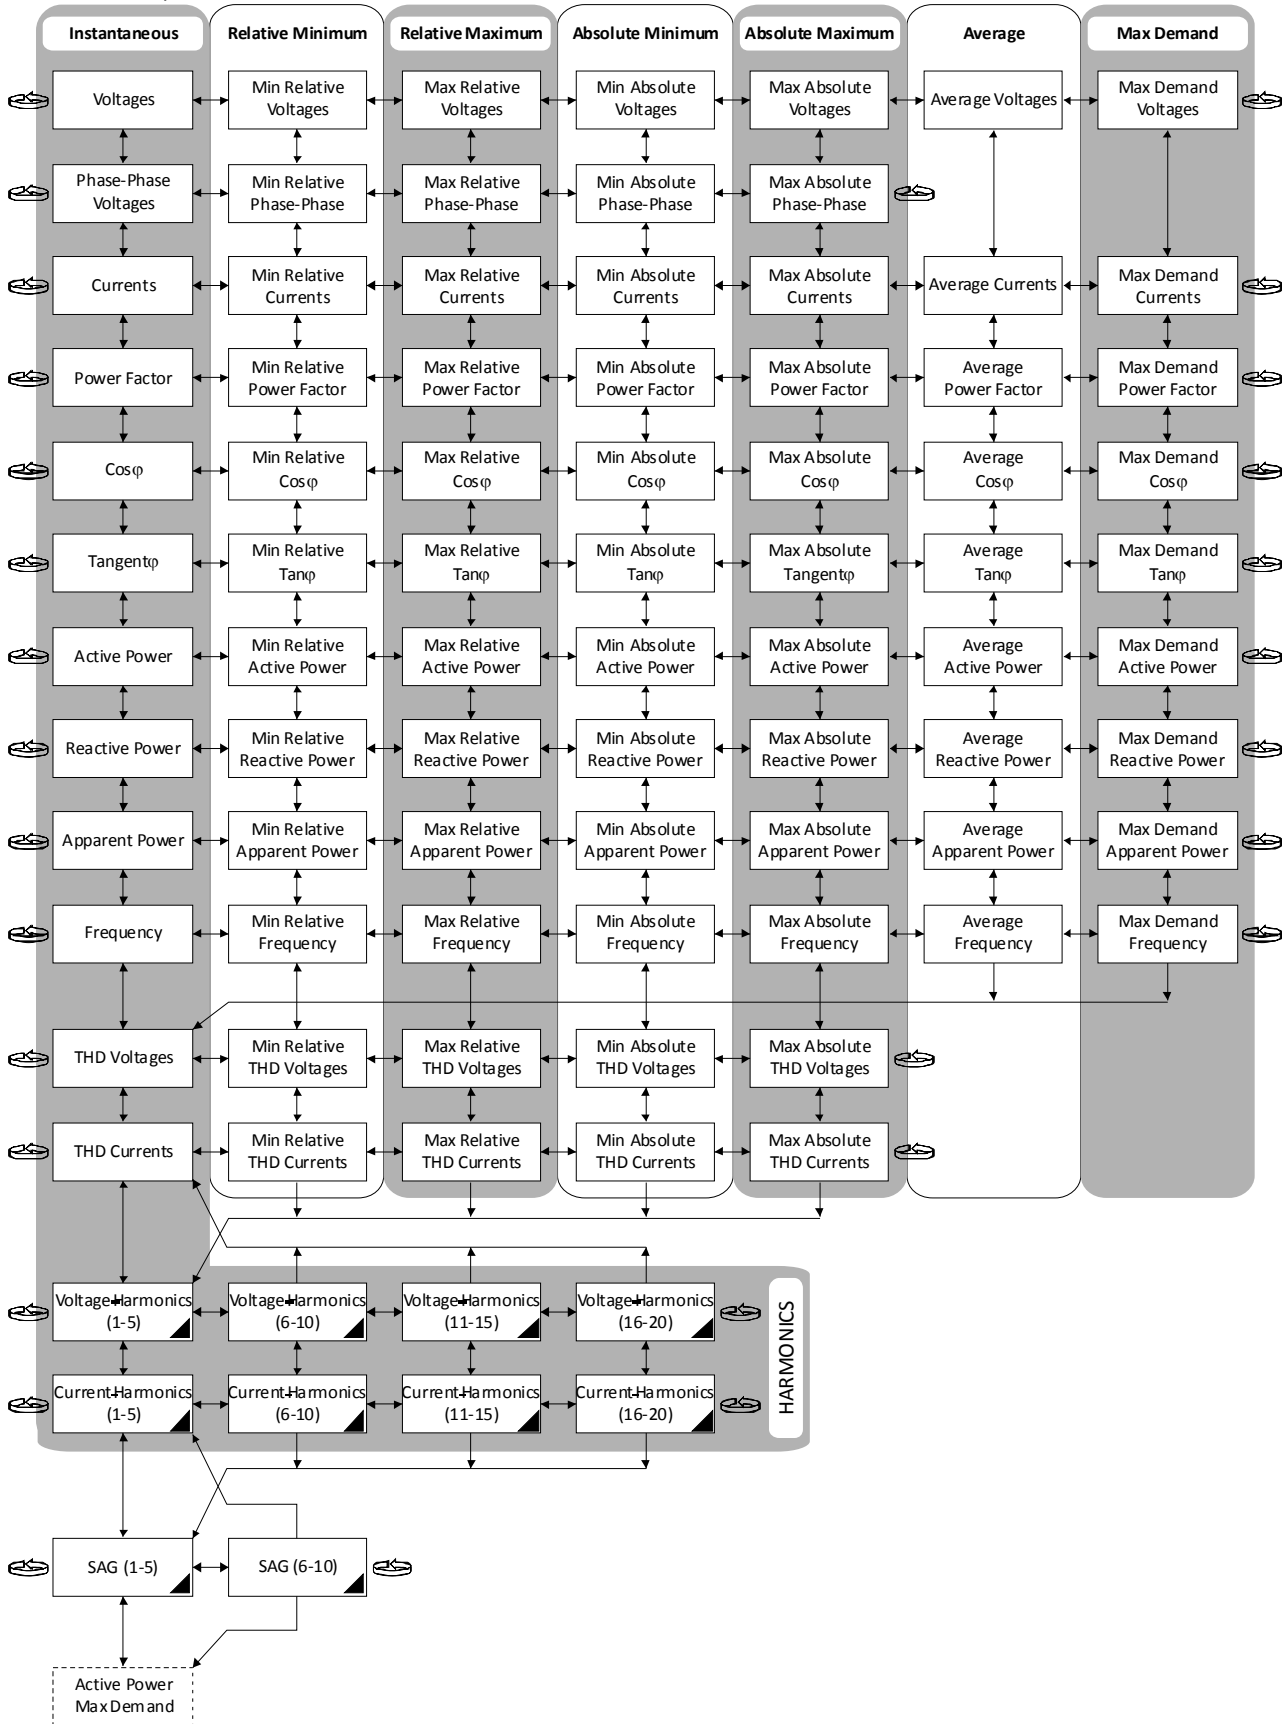 Instantaneous
Relative Minimum
Relative Maximum
Absolute Minimum
Absolute Maximum
Average
Max Demand
Voltages
Min Relative
Voltages
Max Relative
Voltages
Min Absolute
Voltages
Max Absolute
Voltages
Average Voltages
Max Demand
Voltages
Phase-Phase
Voltages
Min Relative
Phase-Phase
Max Relative
Phase-Phase
Min Absolute
Phase-Phase
Max Absolute
Phase-Phase
Currents
Min Relative
Currents
Max Relative
Currents
Min Absolute
Currents
Max Absolute
Currents
Average Currents
Max Demand
Currents
Power Factor
Min Relative
Power Factor
Max Relative
Power Factor
Min Absolute
Power Factor
Max Absolute
Power Factor
Average
Power Factor
Max Demand
Power Factor
Cosφ
Min Relative
Cosφ
Max Relative
Cosφ
Min Absolute
Cosφ
Max Absolute
Cosφ
Average
Cosφ
Max Demand
Cosφ
Tangentφ
Min Relative
Tanφ
Max Relative
Tanφ
Min Absolute
Tanφ
Max Absolute
Tangentφ
Average
Tanφ
Max Demand
Tanφ
Active Power
Min Relative
Active Power
Max Relative
Active Power
Min Absolute
Active Power
Max Absolute
Active Power
Average
Active Power
Max Demand
Active Power
Reactive Power
Min Relative
Reactive Power
Max Relative
Reactive Power
Min Absolute
Reactive Power
Max Absolute
Reactive Power
Average
Reactive Power
Max Demand
Reactive Power
Apparent Power
Min Relative
Apparent Power
Max Relative
Apparent Power
Min Absolute
Apparent Power
Max Absolute
Apparent Power
Average
Apparent Power
Max Demand
Apparent Power
Frequency
Min Relative
Frequency
Max Relative
Frequency
Min Absolute
Frequency
Max Absolute
Frequency
Average
Frequency
Max Demand
Frequency
THD Voltages
Min Relative
THD Voltages
Max Relative
THD Voltages
Min Absolute
THD Voltages
Max Absolute
THD Voltages
THD Currents
Min Relative
THD Currents
Max Relative
THD Currents
Min Absolute
THD Currents
Max Absolute
THD Currents
Voltage-Harmonics
(1-5)
Voltage-Harmonics
(6-10)
Voltage-Harmonics
(11-15)
Voltage-Harmonics
(16-20)
HARMONICS
Current-Harmonics
(1-5)
Current-Harmonics
(6-10)
Current-Harmonics
(11-15)
Current-Harmonics
(16-20)
SAG (1-5)
SAG (6-10)
Active Power
Max Demand